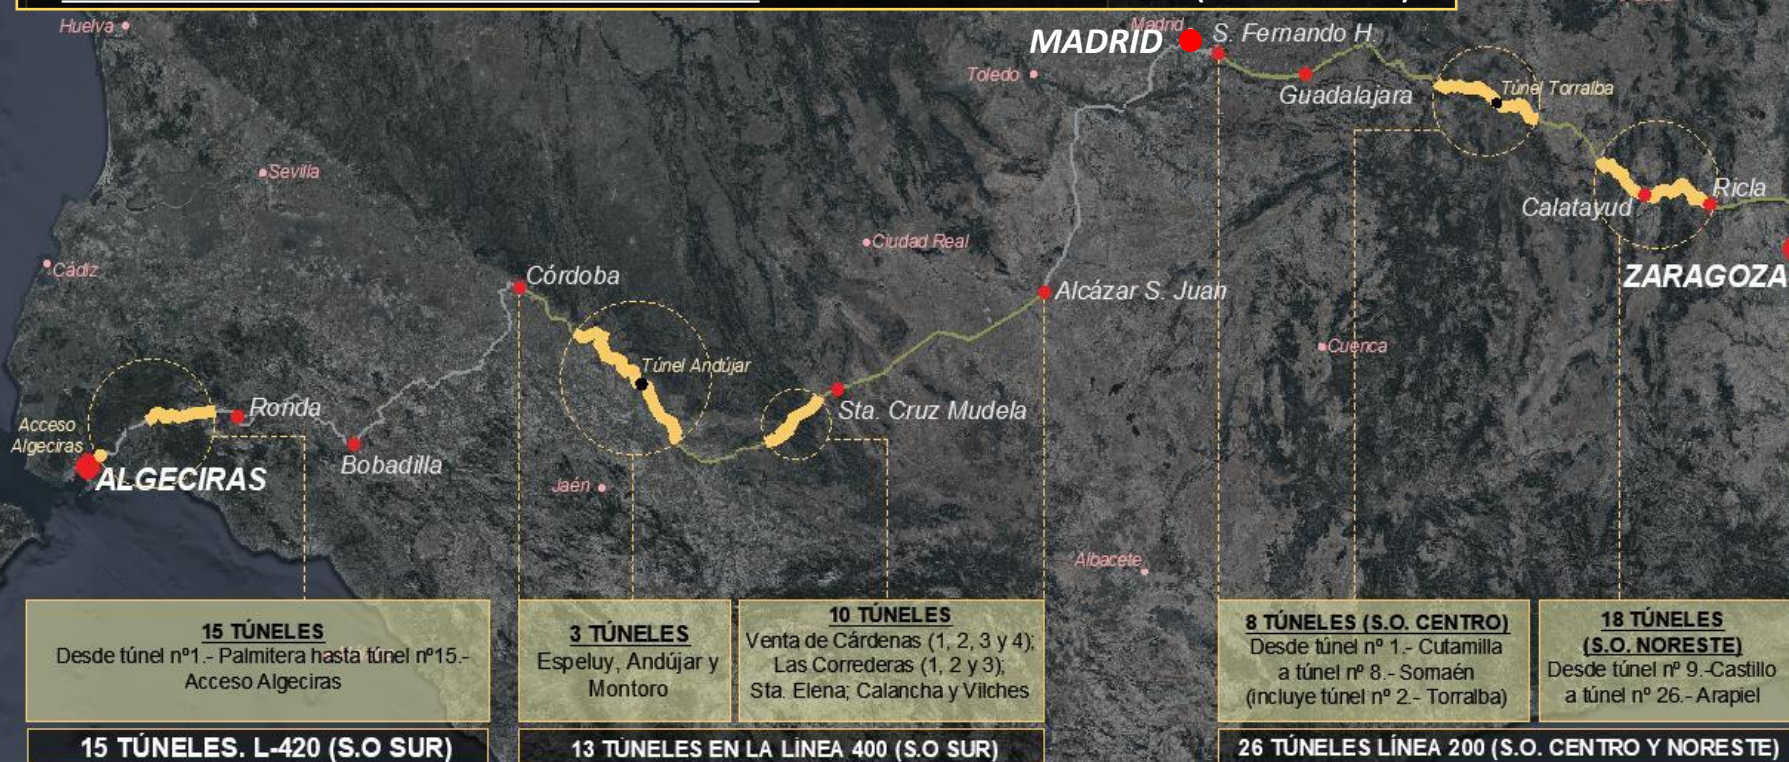 Huelva
Madrid
MADRID
S. Fernando H.
Toledo
Guadalajara
Túnel Torralba
Sevilla
Ricla
Calatayud
Ciudad Real
Cádiz
Córdoba
ZARAGOZA
Alcázar S. Juan
Cuenca
Túnel Andújar
Ronda
Sta. Cruz Mudela
Acceso
Algeciras
Bobadilla
ALGECIRAS
Jaén
Albacete
15 TÚNELES
Desde túnel nº1.- Palmitera hasta túnel nº15.-
Acceso Algeciras
3 TÚNELES
Espeluy, Andújar y
Montoro
10 TÚNELES
Venta de Cárdenas (1, 2, 3 y 4);
Las Correderas (1, 2 y 3);
Sta. Elena; Calancha y Vilches
8 TÚNELES (S.O. CENTRO)
Desde túnel nº 1.- Cutamilla
a túnel nº 8.- Somaén
(incluye túnel nº 2.- Torralba)
18 TÚNELES
(S.O. NORESTE)
Desde túnel nº 9.-Castillo
a túnel nº 26.- Arapiel
15 TÚNELES. L-420 (S.O SUR)
13 TÚNELES EN LA LÍNEA 400 (S.O SUR)
26 TÚNELES LÍNEA 200 (S.O. CENTRO Y NORESTE)